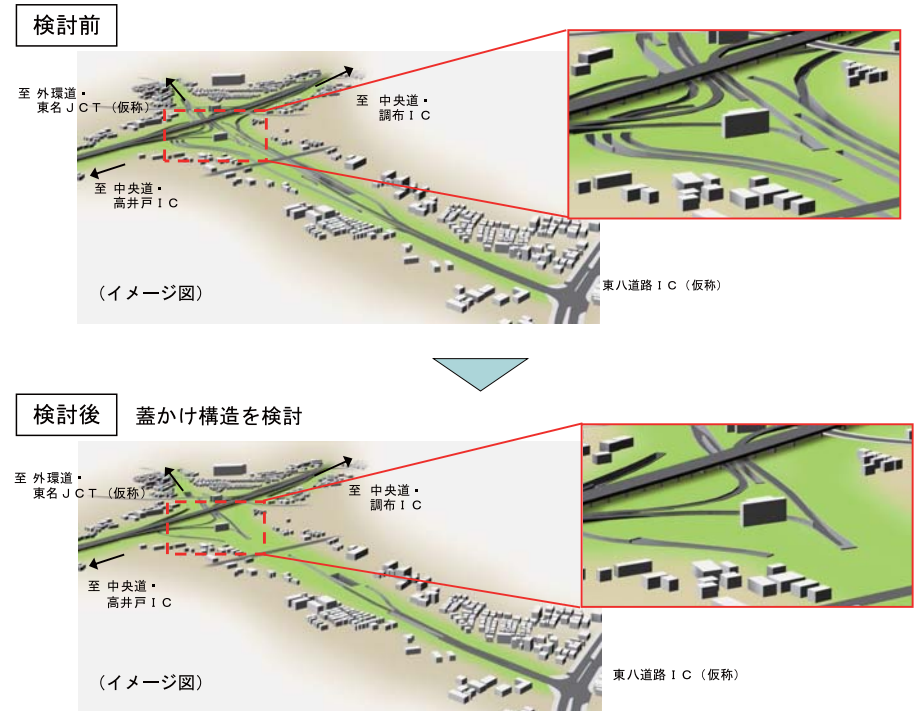 検討前
至 外環道・
東名ＪＣＴ（仮称）
至 中央道・
調布ＩＣ
至 中央道・
高井戸ＩＣ
（イメージ図）
東八道路ＩＣ（仮称）
検討後 蓋かけ構造を検討
至 外環道・
東名ＪＣＴ（仮称）
至 中央道・
調布ＩＣ
至 中央道・
高井戸ＩＣ
（イメージ図）
東八道路ＩＣ（仮称）